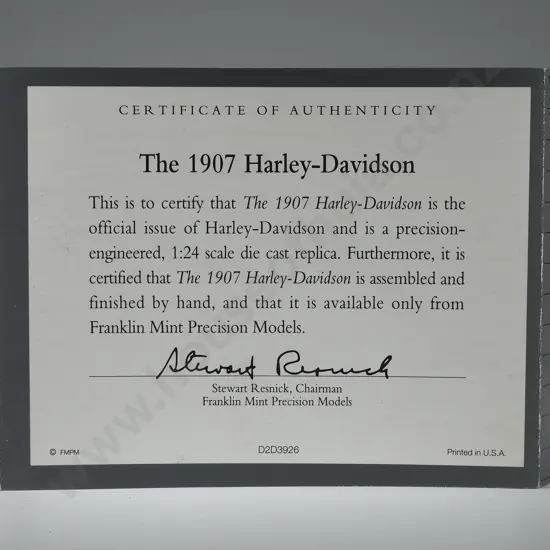 CERTIFICATE OF AUTHENTICITY
The 1907 Harley-Davidson
This is to certify that The 1907 Harley-Davidson is the
official issue of Harley-Davidson and is a precision-
engineered, 1:24 scale die cast replica. Furthermore, it is
certified that The 1907 Harley-Davidson is assembled and
finished by hand, and that it is available only from
Franklin Mint Precision Models.
Stewart Resnick
Stewart Resnick, Chairman
Franklin Mint Precision Models
© FMPM
D2D3926
Printed in U.S.A.